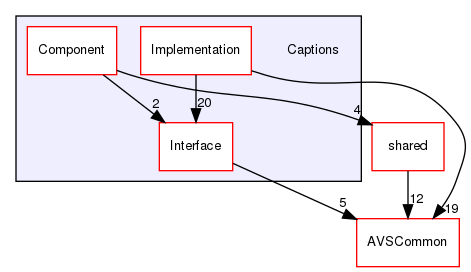 Component
Implementation
Captions
2
20
4
Interface
shared
5
12
19
AVSCommon